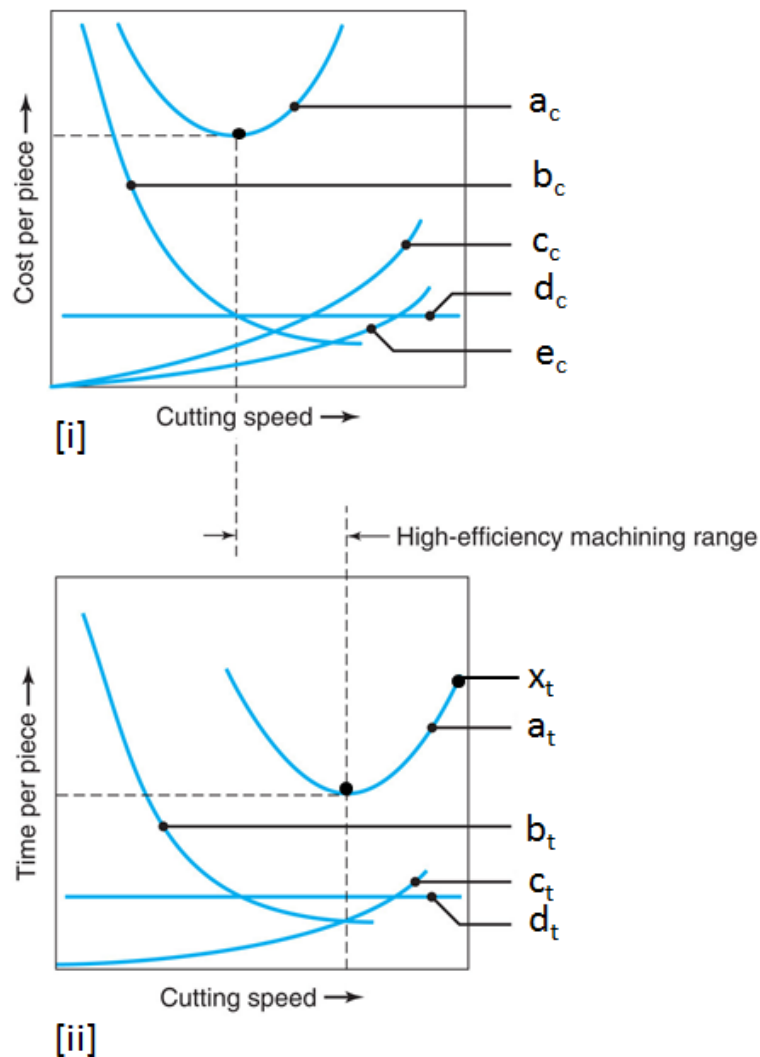 Cost per piece →
a_c
b_c
c_c
d_c
e_c
Cutting speed →
[i]
High-efficiency machining range
Time per piece →
x_t
a_t
b_t
c_t
d_t
Cutting speed →
[ii]